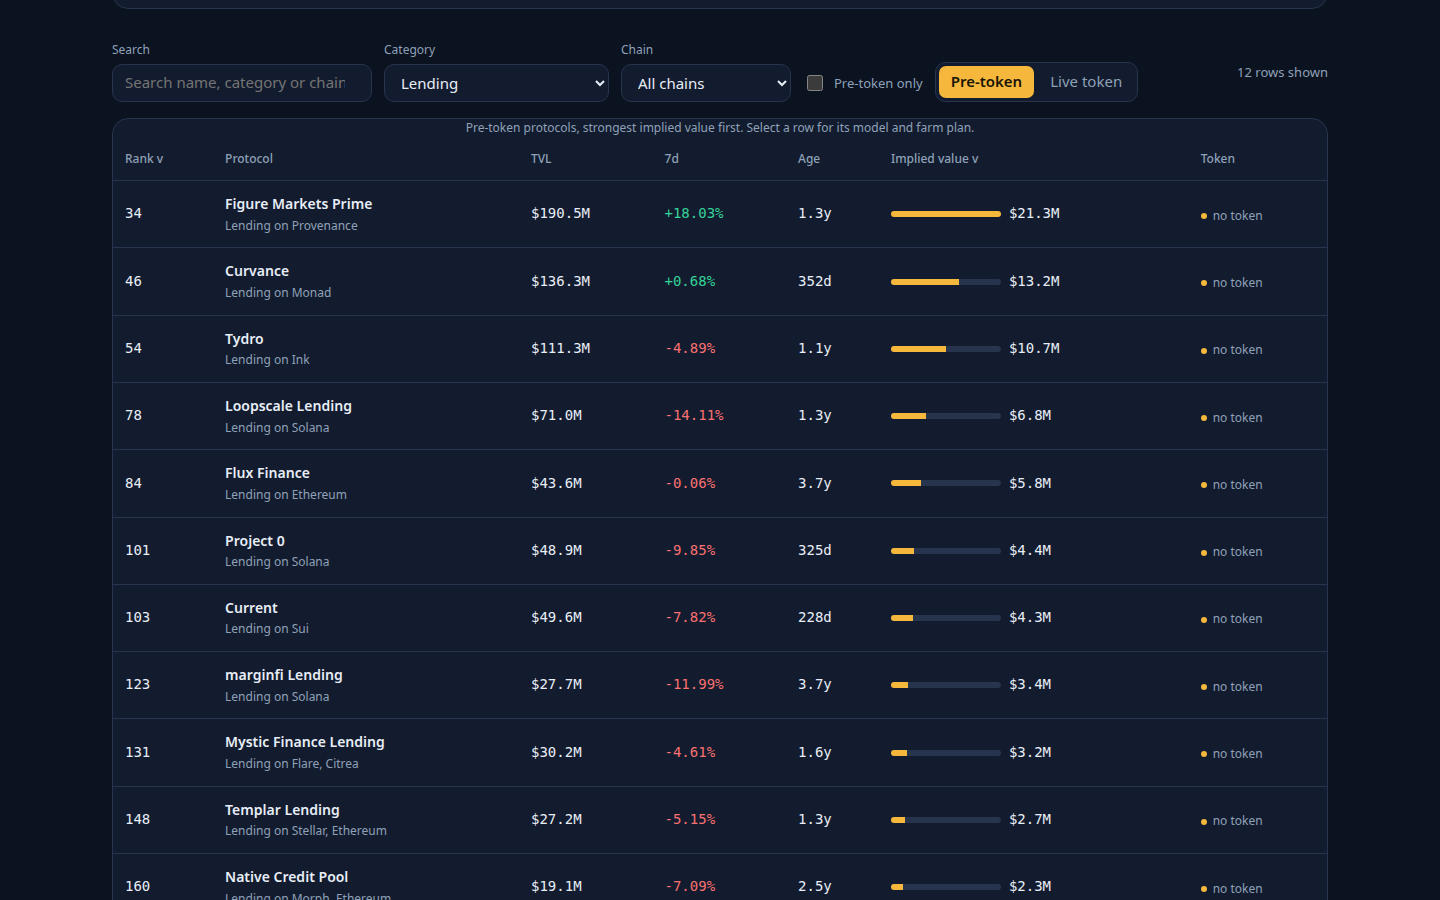 Search
Category
Chain
Search name, category or chain
Lending
All chains
Pre-token only
Pre-token
Live token
12 rows shown
Pre-token protocols, strongest implied value first. Select a row for its model and farm plan.
Rank v Protocol TVL 7d Age Implied value v Token
34 Figure Markets Prime $190.5M +18.03% 1.3y $21.3M no token
Lending on Provenance
46 Curvance $136.3M +0.68% 352d $13.2M no token
Lending on Monad
54 Tydro $111.3M -4.89% 1.1y $10.7M no token
Lending on Ink
78 Loopscale Lending $71.0M -14.11% 1.3y $6.8M no token
Lending on Solana
84 Flux Finance $43.6M -0.06% 3.7y $5.8M no token
Lending on Ethereum
101 Project 0 $48.9M -9.85% 325d $4.4M no token
Lending on Solana
103 Current $49.6M -7.82% 228d $4.3M no token
Lending on Sui
123 marginfi Lending $27.7M -11.99% 3.7y $3.4M no token
Lending on Solana
131 Mystic Finance Lending $30.2M -4.61% 1.6y $3.2M no token
Lending on Flare, Citrea
148 Templar Lending $27.2M -5.15% 1.3y $2.7M no token
Lending on Stellar, Ethereum
160 Native Credit Pool $19.1M -7.09% 2.5y $2.3M no token
Lending on Morph, Ethereum